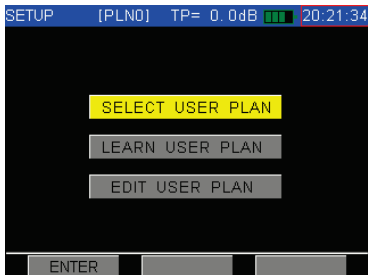 SETUP [PLN0] TP= 0.0dB 20:21:34
SELECT USER PLAN
LEARN USER PLAN
EDIT USER PLAN
ENTER